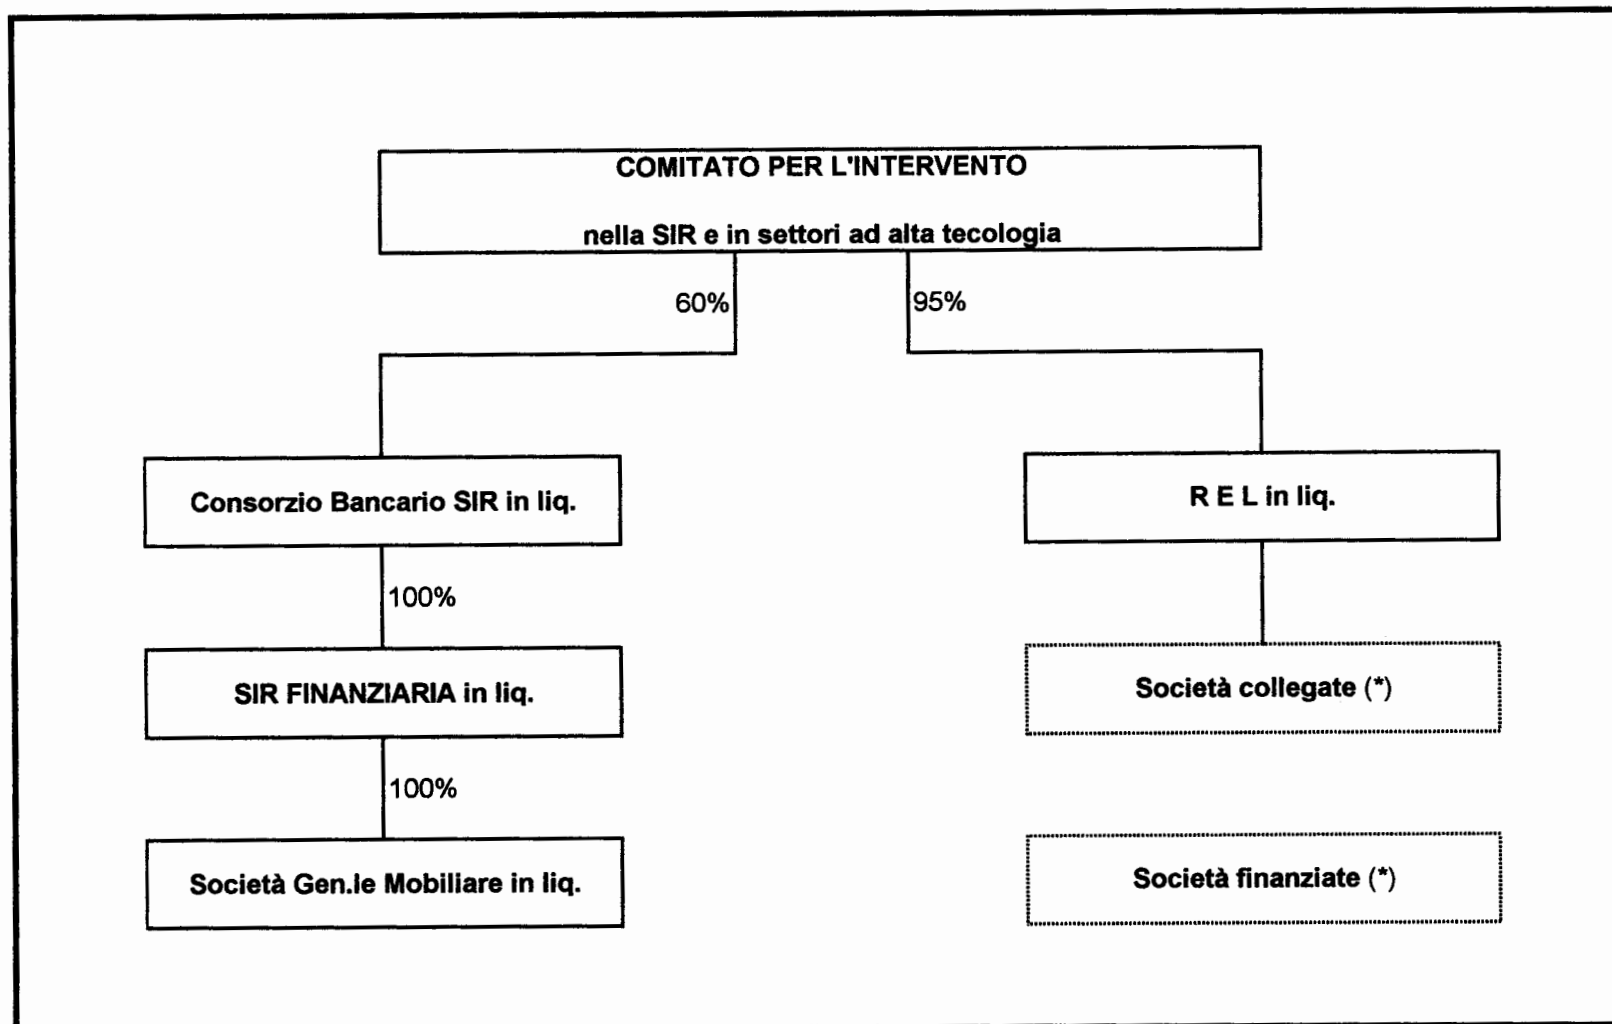 COMITATO PER L'INTERVENTO
nella SIR e in settori ad alta tecologia
60%
95%
Consorzio Bancario SIR in liq.
R E L in liq.
100%
SIR FINANZIARIA in liq.
Società collegate (*)
100%
Società Gen.le Mobiliare in liq.
Società finanziate (*)